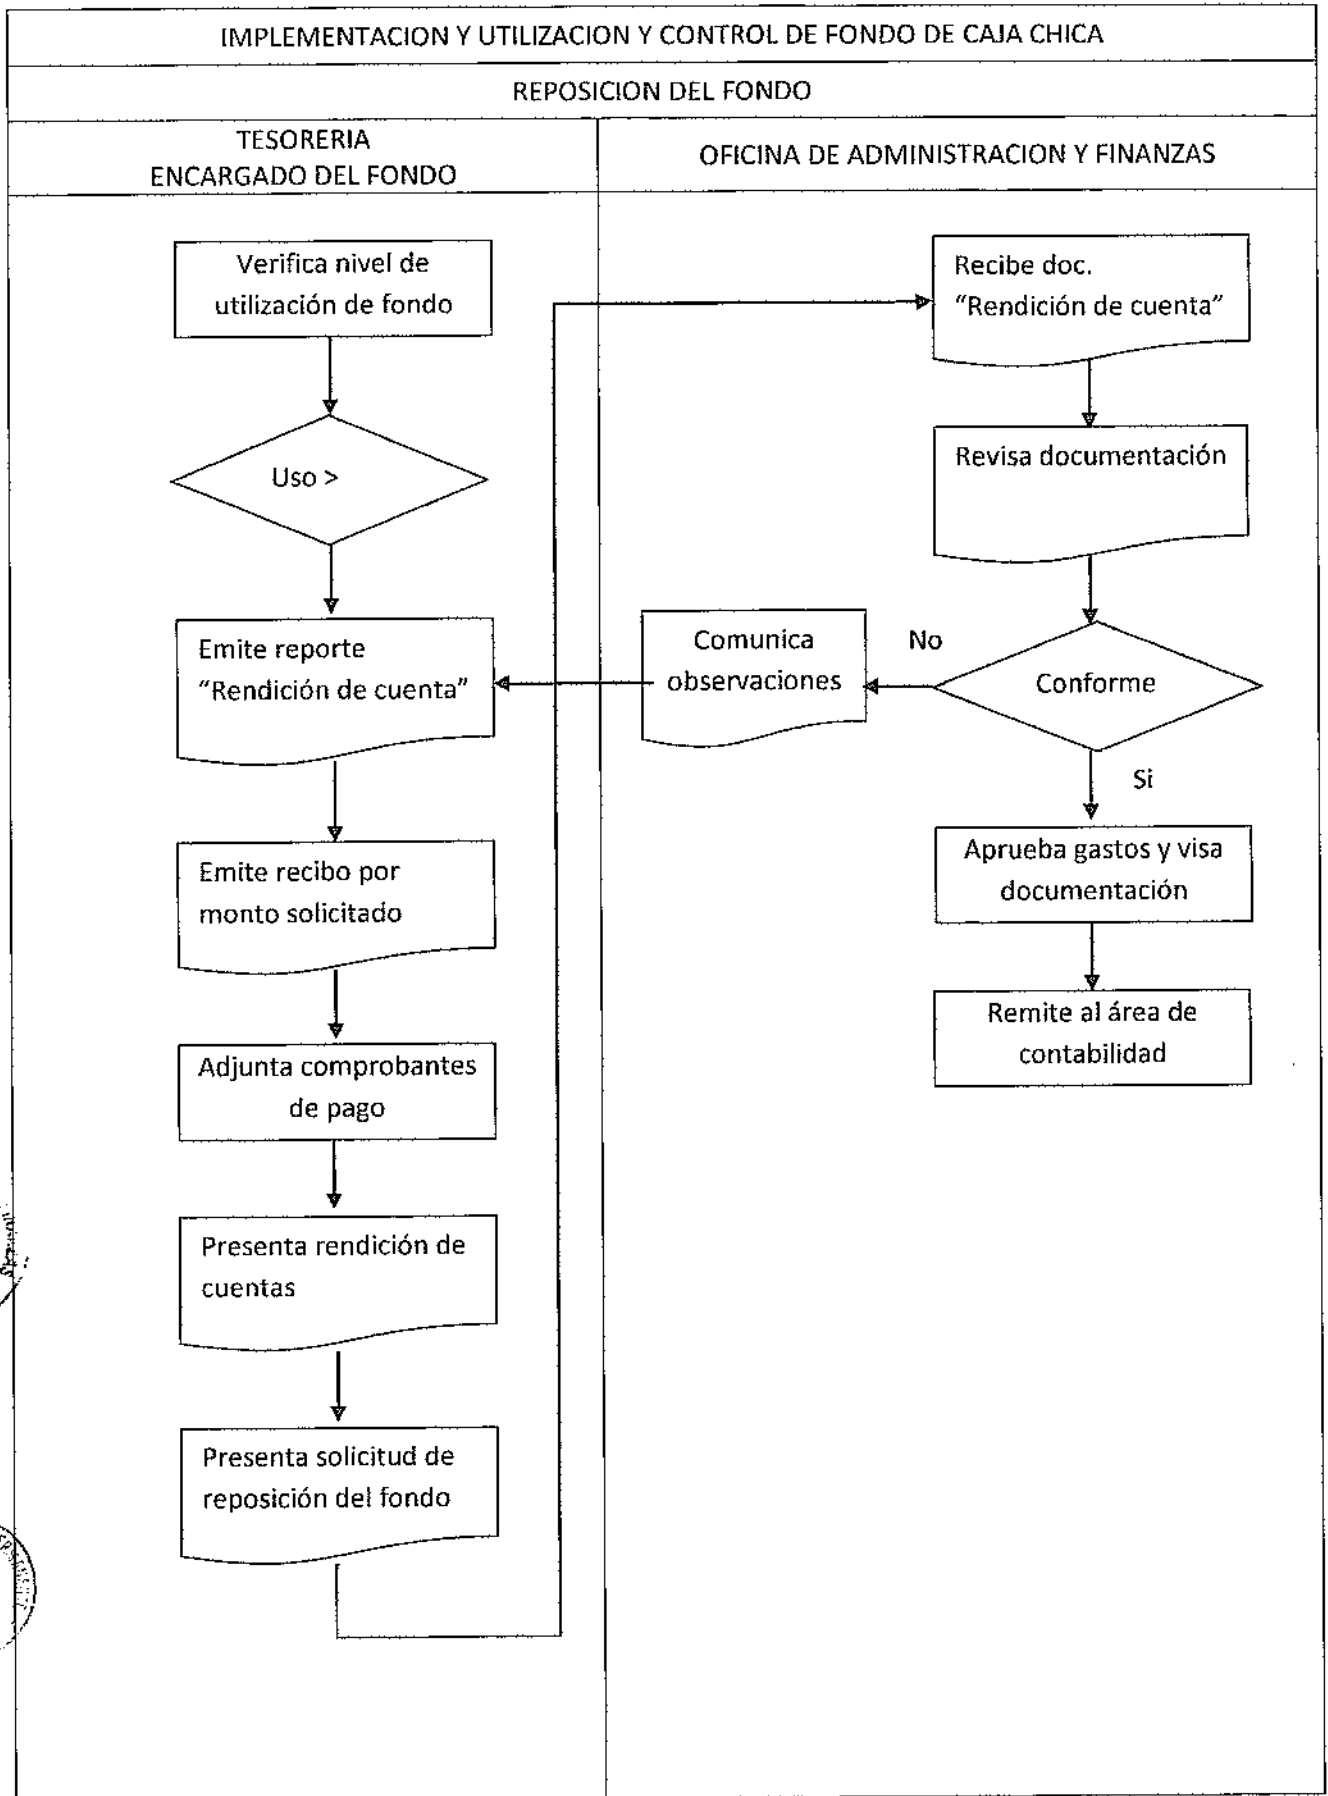 IMPLEMENTACION Y UTILIZACION Y CONTROL DE FONDO DE CAJA CHICA
REPOSICION DEL FONDO
TESORERIA
ENCARGADO DEL FONDO
OFICINA DE ADMINISTRACION Y FINANZAS
Verifica nivel de
utilización de fondo
Uso >
Emite reporte
“Rendición de cuenta”
Emite recibo por
monto solicitado
Adjunta comprobantes
de pago
Presenta rendición de
cuentas
Presenta solicitud de
reposición del fondo
Recibe doc.
“Rendición de cuenta”
Revisa documentación
Conforme
No
Comunica
observaciones
Si
Aprueba gastos y visa
documentación
Remite al área de
contabilidad